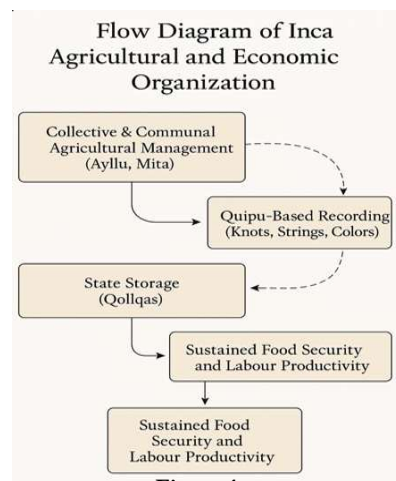 Flow Diagram of Inca
Agricultural and Economic
Organization
Collective & Communal
Agricultural Management
(Ayllu, Mita)
Quipu-Based Recording
(Knots, Strings, Colors)
State Storage
(Qollqas)
Sustained Food Security
and Labour Productivity
Sustained Food
Security and
Labour Productivity